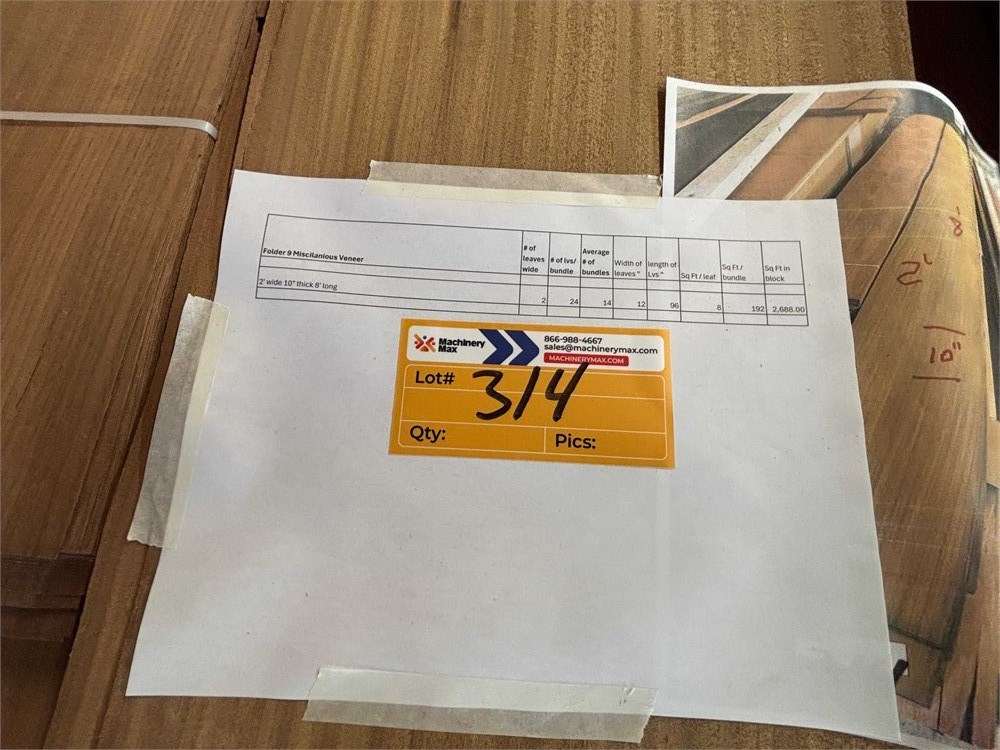 Folder 9 Miscilanious Veneer
# of leaves wide
# of lvs/ bundle
Average # of bundles
Width of leaves "
length of Lvs "
Sq Ft / leaf
Sq Ft / bundle
Sq Ft in block
2' wide 10" thick 8' long 2 24 14 12 96 8 192 2,688.00
Machinery Max
866-988-4667
sales@machinerymax.com
MACHINERYMAX.COM
Lot# 314
Qty:
Pics:
8'
2'
10"